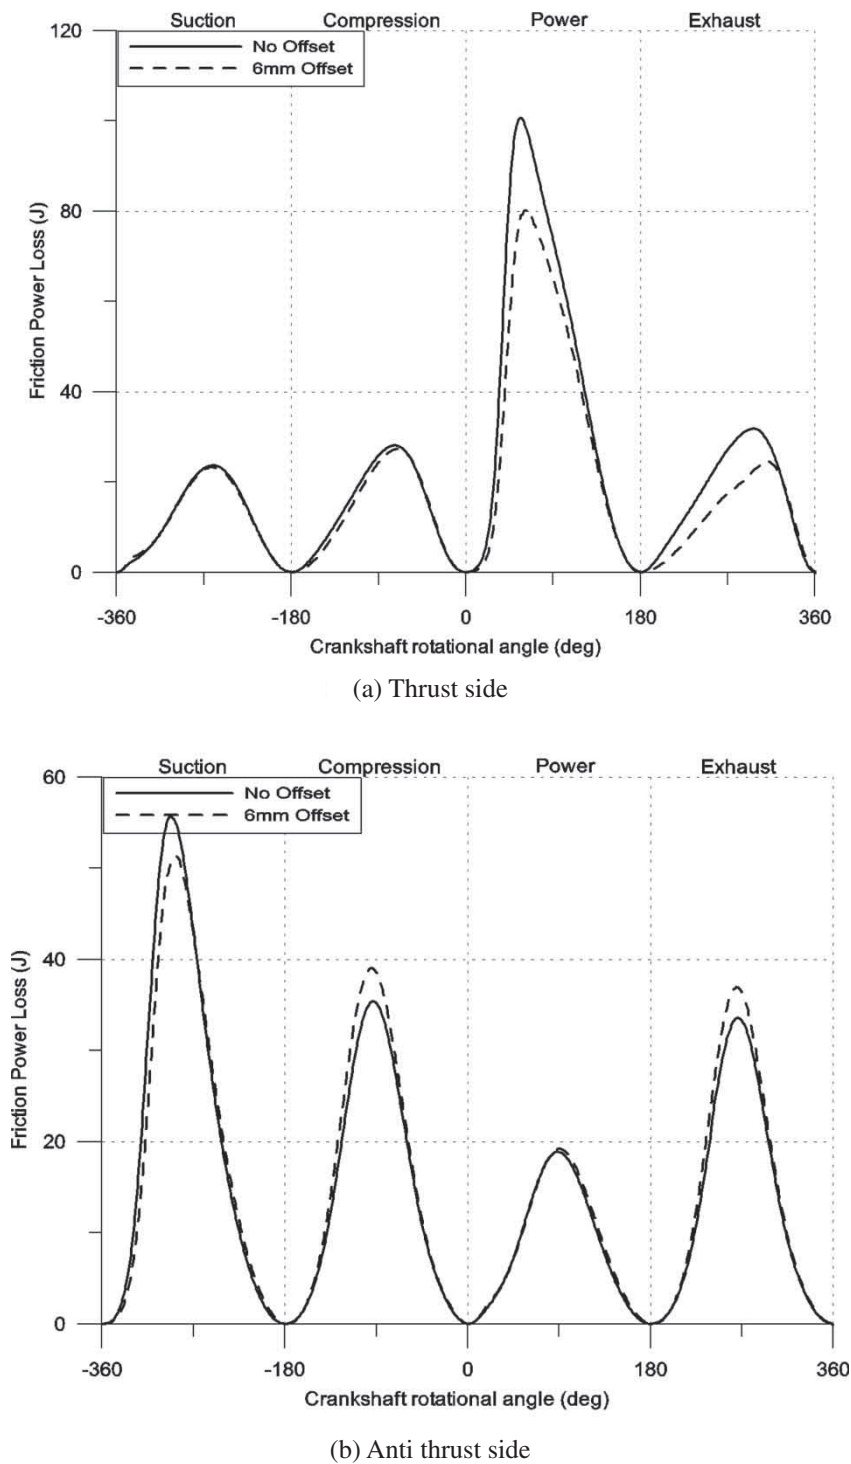 Suction Compression Power Exhaust
120
No Offset
6mm Offset
80
Friction Power Loss (J)
40
0
-360 -180 0 180 360
Crankshaft rotational angle (deg)
(a) Thrust side
Suction Compression Power Exhaust
60
No Offset
6mm Offset
40
Friction Power Loss (J)
20
0
-360 -180 0 180 360
Crankshaft rotational angle (deg)
(b) Anti thrust side